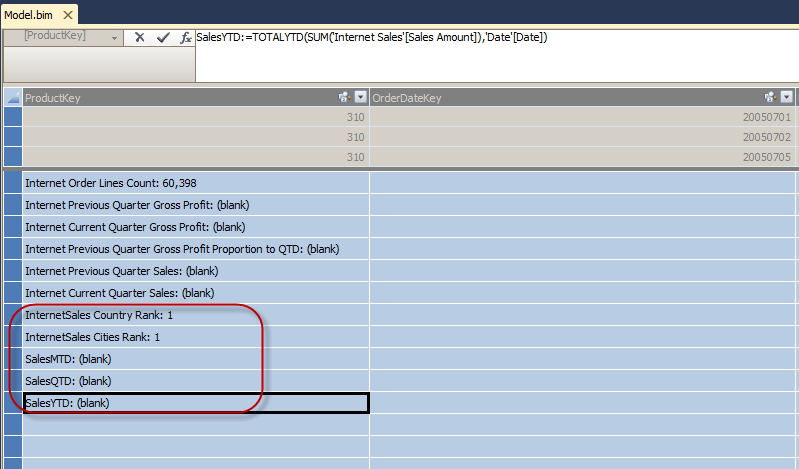 Model.bim
[ProductKey]
fx SalesYTD:=TOTALYTD(SUM('Internet Sales'[Sales Amount]),'Date'[Date])
ProductKey OrderDateKey
310 20050701
310 20050702
310 20050705
Internet Order Lines Count: 60,398
Internet Previous Quarter Gross Profit: (blank)
Internet Current Quarter Gross Profit: (blank)
Internet Previous Quarter Gross Profit Proportion to QTD: (blank)
Internet Previous Quarter Sales: (blank)
Internet Current Quarter Sales: (blank)
InternetSales Country Rank: 1
InternetSales Cities Rank: 1
SalesMTD: (blank)
SalesQTD: (blank)
SalesYTD: (blank)